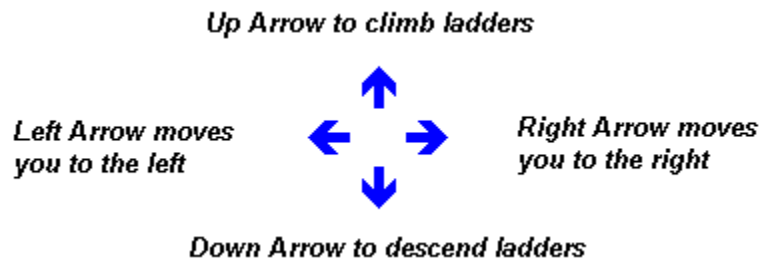 Up Arrow to climb ladders
Left Arrow moves
you to the left
Right Arrow moves
you to the right
Down Arrow to descend ladders